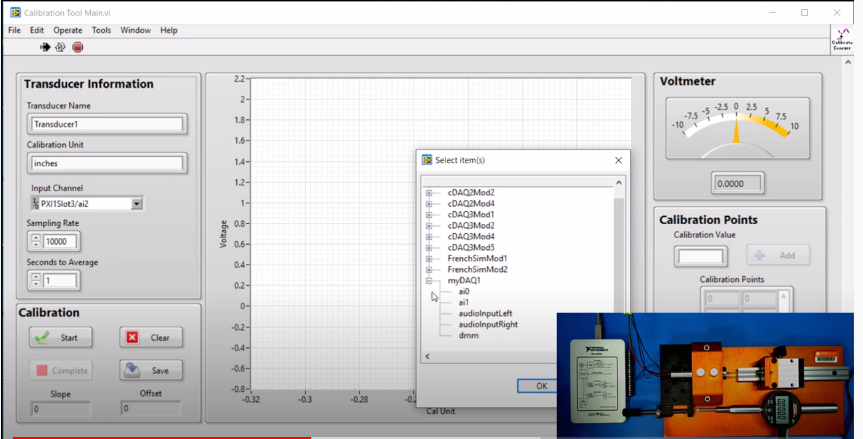 Calibration Tool Main.vi
File Edit Operate Tools Window Help
Calibrate
Sensor
Transducer Information
Transducer Name
Transducer1
Calibration Unit
inches
Input Channel
PXI1Slot3/ai2
Sampling Rate
10000
Seconds to Average
1
Calibration
Start
Clear
Complete
Save
Slope
Offset
0
0
Voltage
2.2
2
1.8
1.6
1.4
1.2
1
0.8
0.6
0.4
0.2
0
-0.2
-0.4
-0.6
-0.8
-0.32
-0.3
-0.28
Cal Unit
Select item(s)
cDAQ2Mod2
cDAQ2Mod4
cDAQ3Mod1
cDAQ3Mod2
cDAQ3Mod4
cDAQ3Mod5
FrenchSimMod1
FrenchSimMod2
myDAQ1
ai0
ai1
audioInputLeft
audioInputRight
dmm
OK
Voltmeter
-10 -7.5 -5 -2.5 0 2.5 5 7.5 10
0.0000
Calibration Points
Calibration Value
Add
Calibration Points
0 0